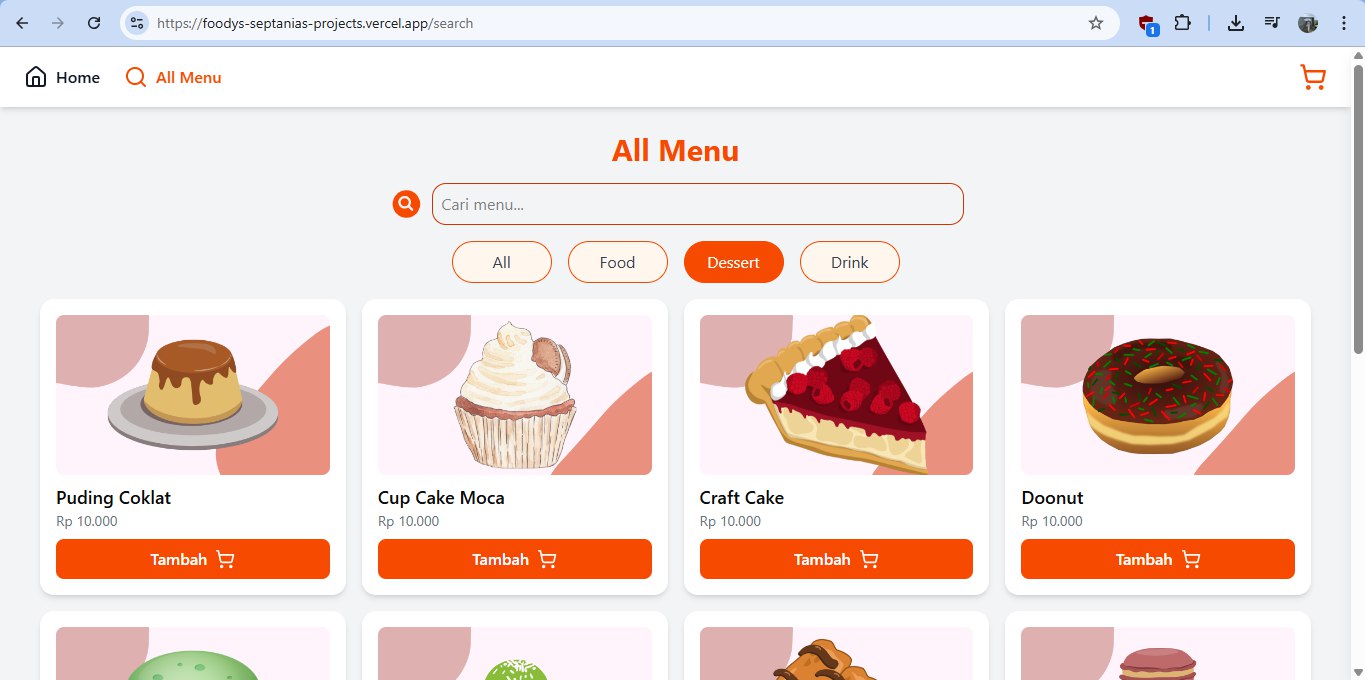 https://foodys-septanias-projects.vercel.app/search
1
Home
All Menu
All Menu
Cari menu...
All
Food
Dessert
Drink
Puding Coklat
Rp 10.000
Tambah
Cup Cake Moca
Rp 10.000
Tambah
Craft Cake
Rp 10.000
Tambah
Doonut
Rp 10.000
Tambah